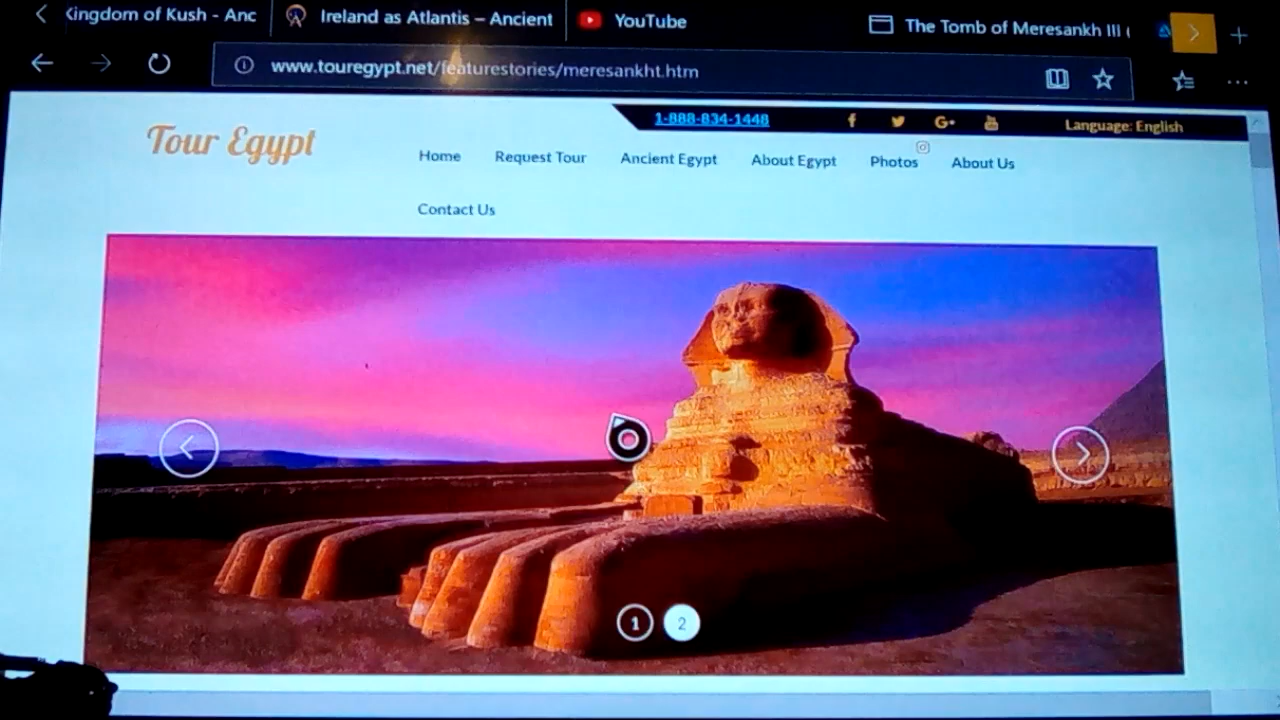 Kingdom of Kush - Anc
Ireland as Atlantis – Ancient
YouTube
The Tomb of Meresankh III (
www.touregypt.net/featurestories/meresankht.htm
1-888-834-1448
Language: English
Tour Egypt
Home
Request Tour
Ancient Egypt
About Egypt
Photos
About Us
Contact Us
1
2